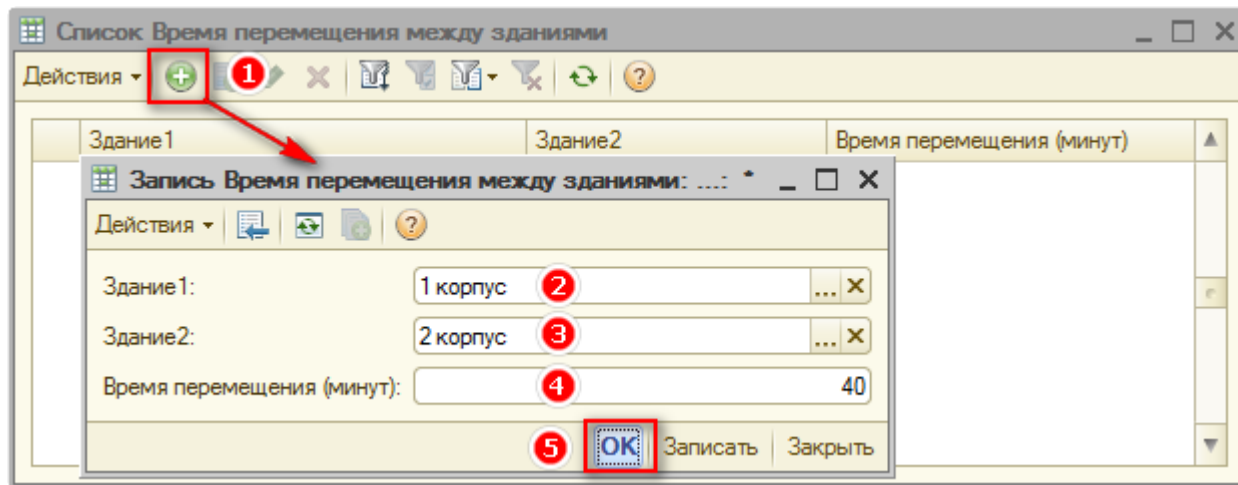 Список Время перемещения между зданиями
Действия 1 ?
Здание1 Здание2 Время перемещения (минут)
Запись Время перемещения между зданиями: ...: *
Действия ?
Здание1: 1 корпус 2 ...
Здание2: 2 корпус 3 ...
Время перемещения (минут): 4 40
5 OK Записать Закрыть